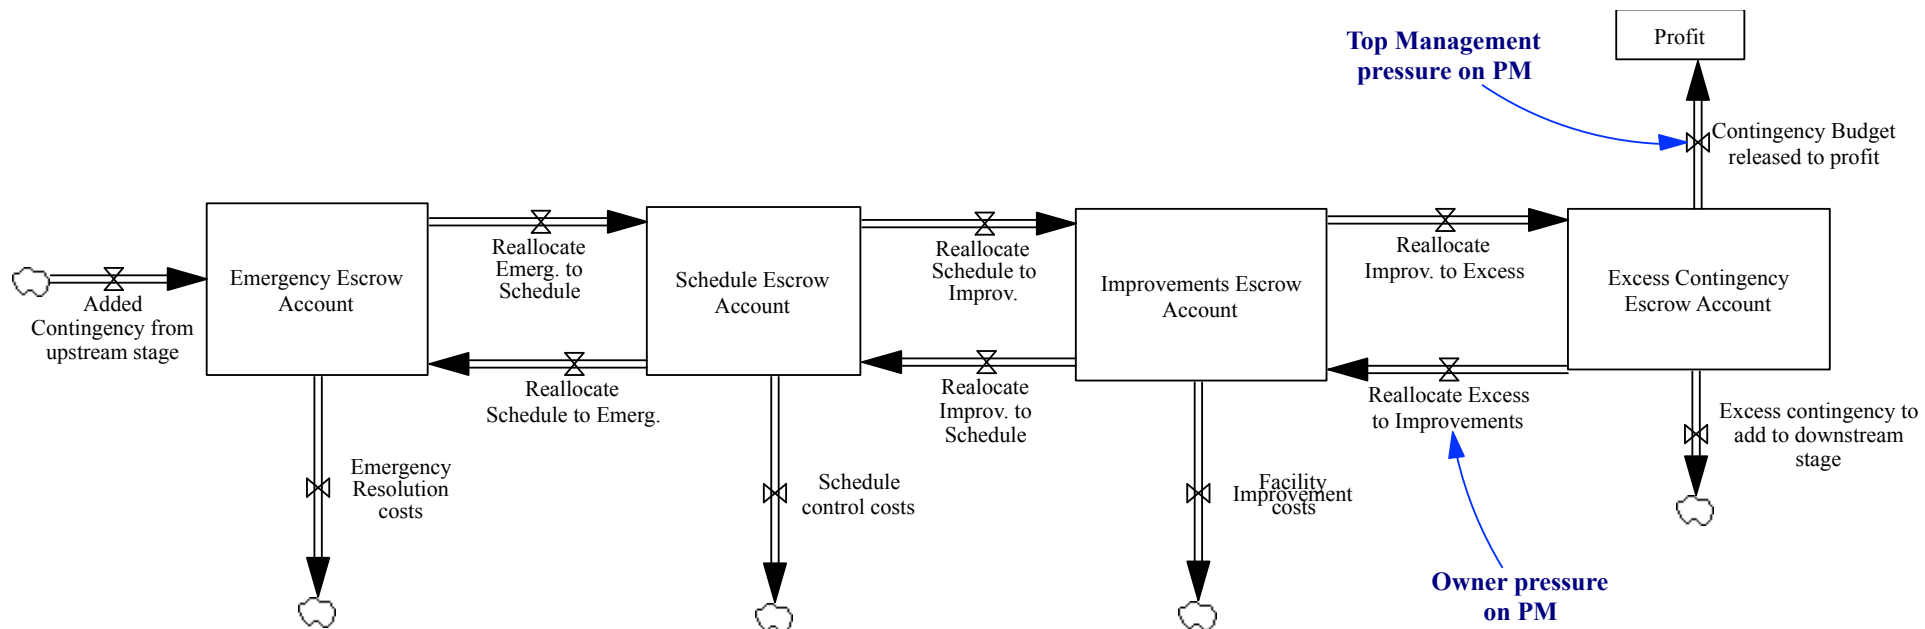 Top Management
pressure on PM
Profit
Contingency Budget
released to profit
Reallocate
Emerg. to
Schedule
Reallocate
Schedule to
Improv.
Reallocate
Improv. to Excess
Emergency Escrow
Account
Schedule Escrow
Account
Improvements Escrow
Account
Excess Contingency
Escrow Account
Added
Contingency from
upstream stage
Reallocate
Schedule to Emerg.
Realocate
Improv. to
Schedule
Reallocate Excess
to Improvements
Excess contingency to
add to downstream
stage
Emergency
Resolution
costs
Schedule
control costs
Facility
Improvement
costs
Owner pressure
on PM